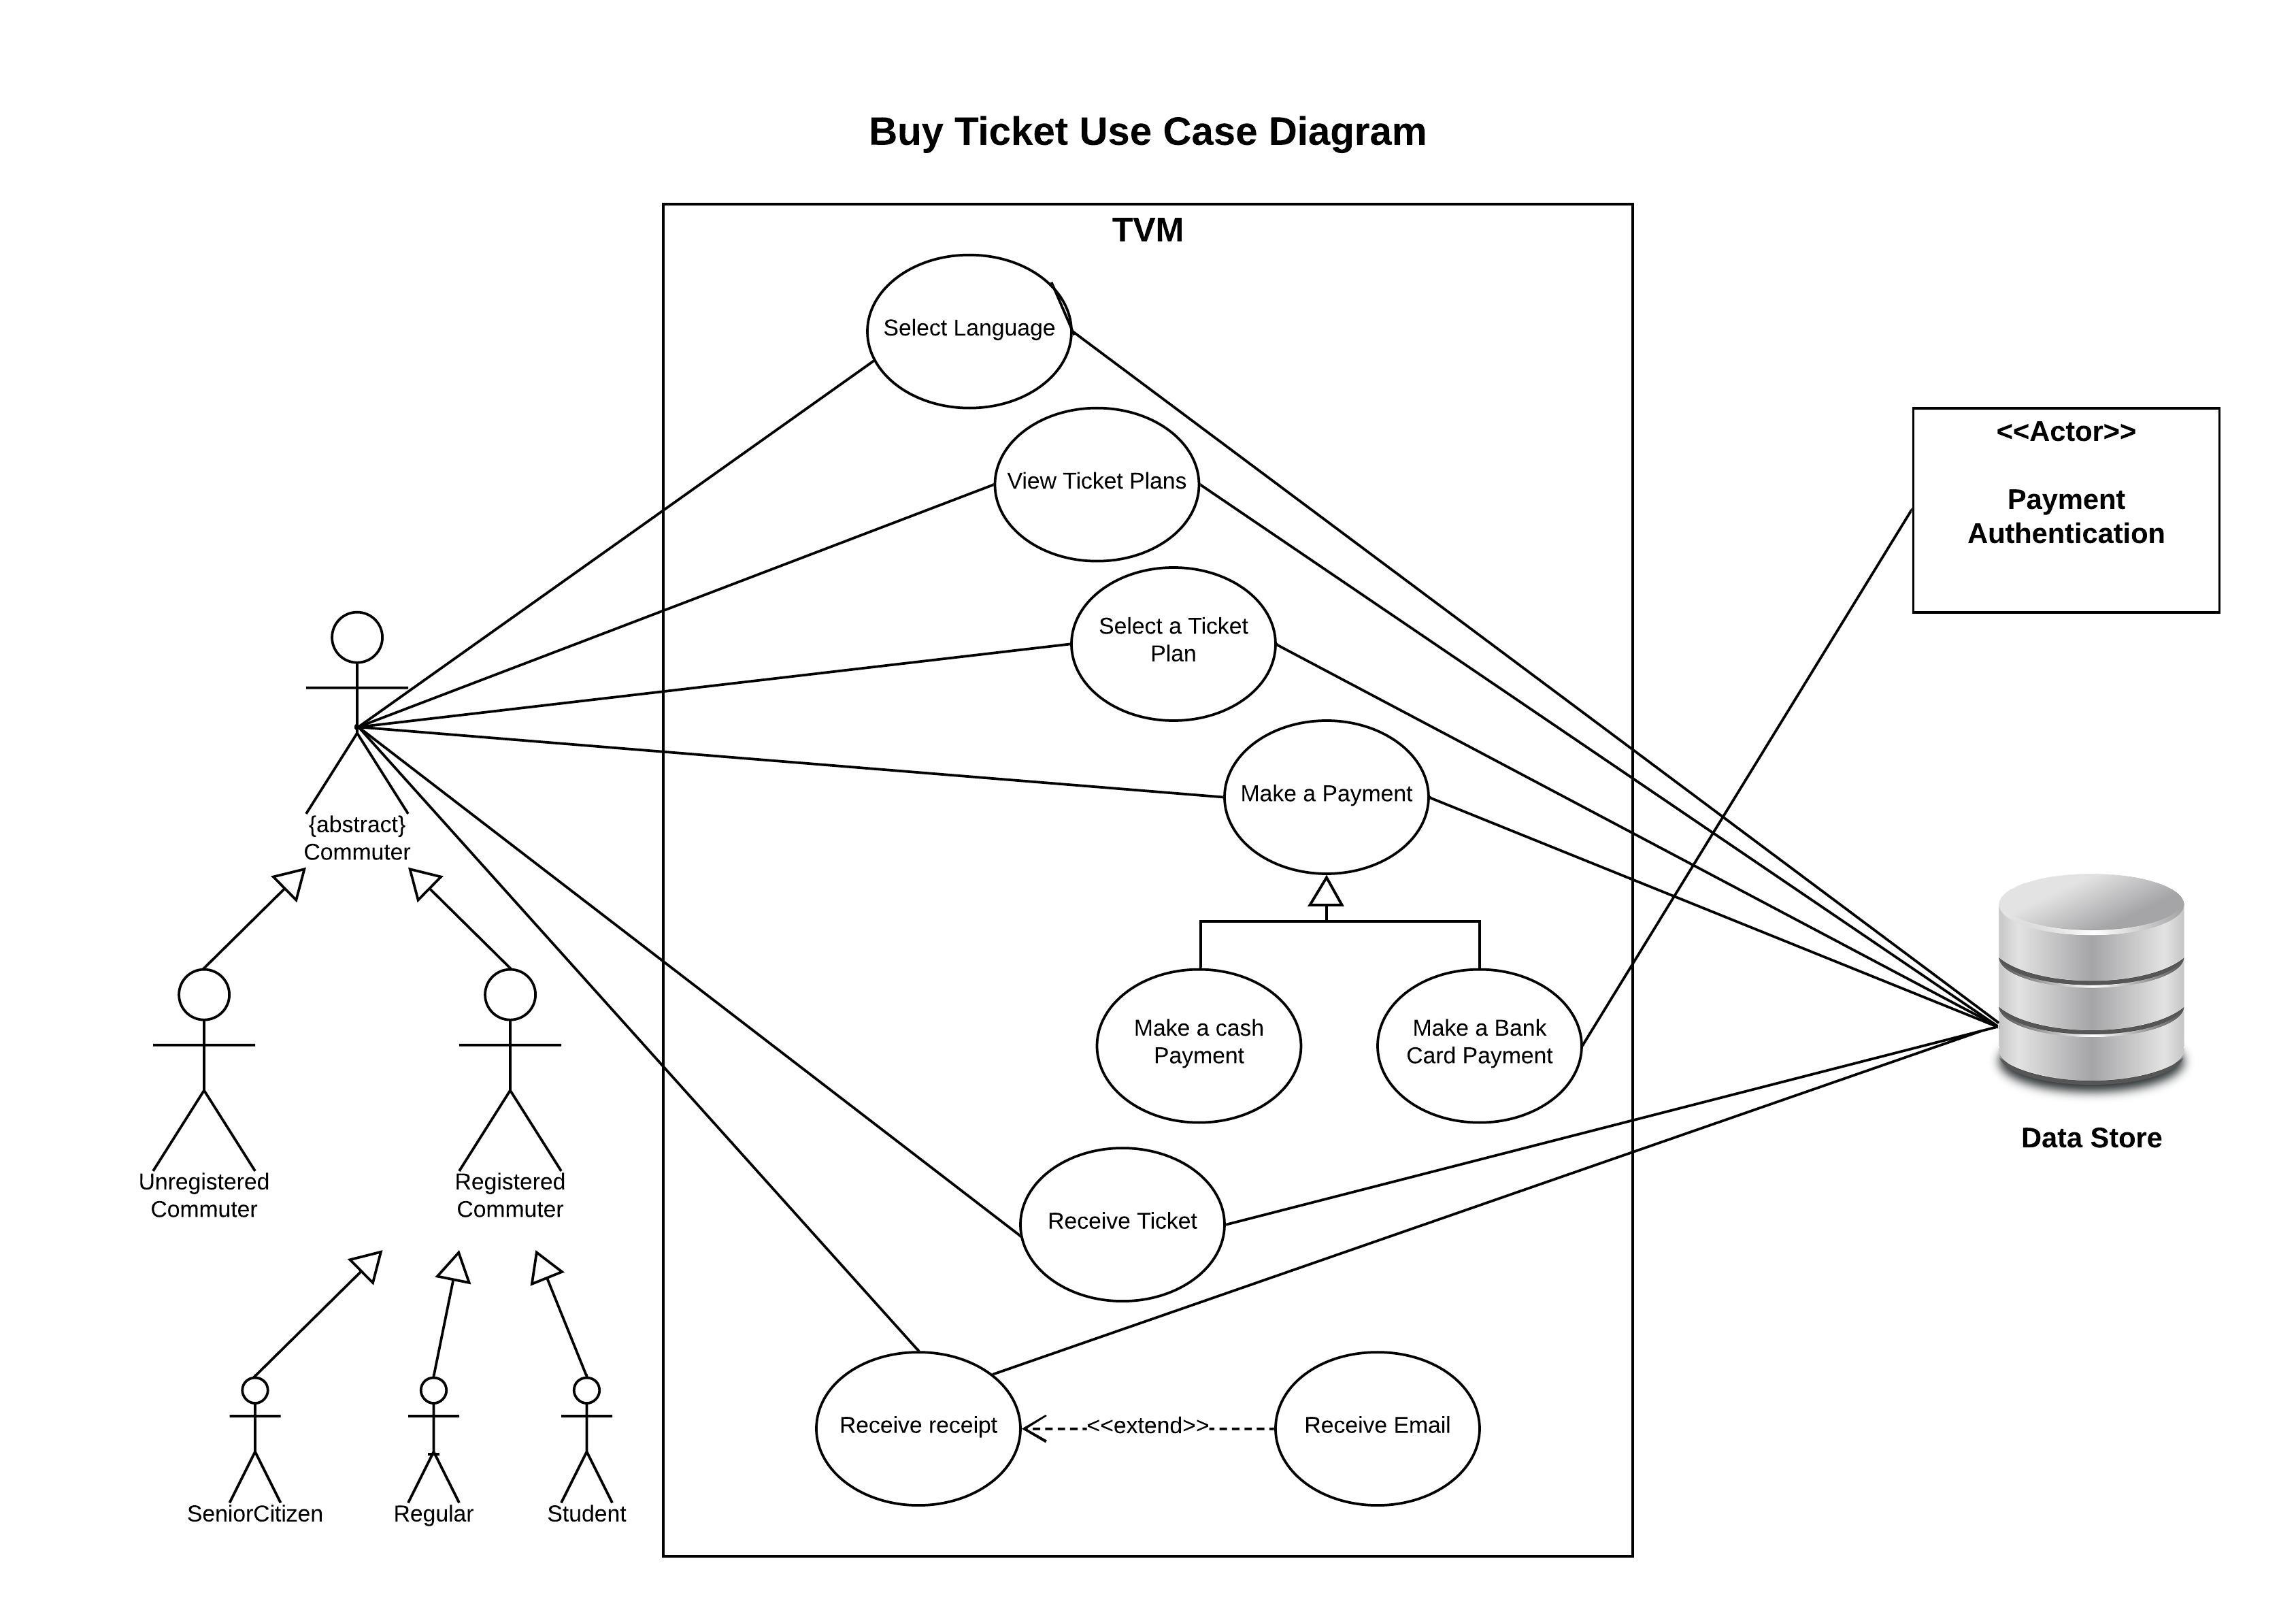 Buy Ticket Use Case Diagram
TVM
Select Language
<<Actor>>
Payment
Authentication
View Ticket Plans
Select a Ticket
Plan
Make a Payment
{abstract}
Commuter
Make a cash
Payment
Make a Bank
Card Payment
Data Store
Unregistered
Commuter
Registered
Commuter
Receive Ticket
Receive receipt
<<extend>>
Receive Email
SeniorCitizen
Regular
Student